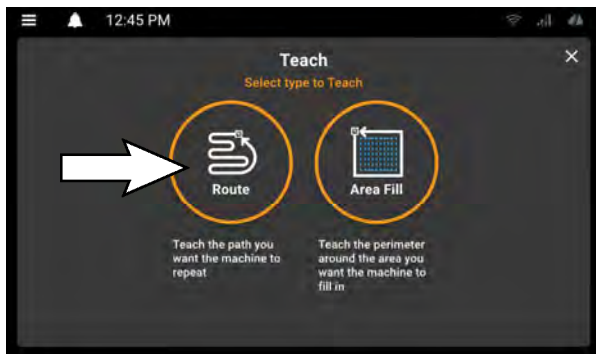 12:45 PM
Teach
Select type to Teach
Route
Area Fill
Teach the path you
want the machine to
repeat
Teach the perimeter
around the area you
want the machine to
fill in